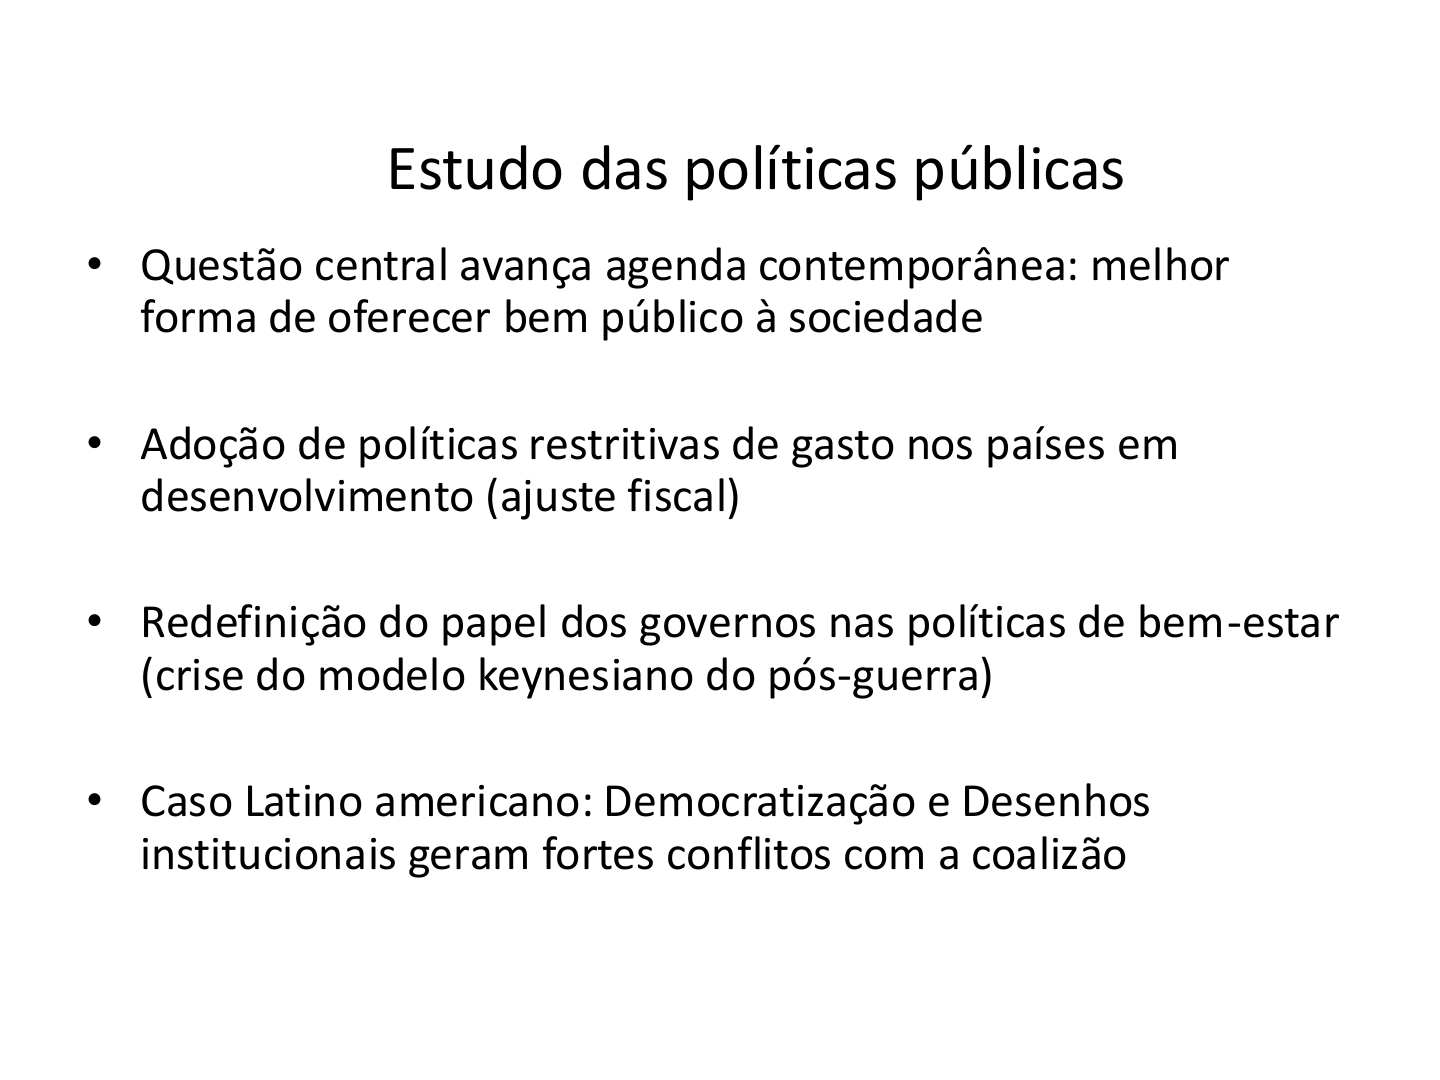 Estudo das políticas públicas
• Questão central avança agenda contemporânea: melhor
forma de oferecer bem público à sociedade
• Adoção de políticas restritivas de gasto nos países em
desenvolvimento (ajuste fiscal)
• Redefinição do papel dos governos nas políticas de bem-estar
(crise do modelo keynesiano do pós-guerra)
• Caso Latino americano: Democratização e Desenhos
institucionais geram fortes conflitos com a coalizão